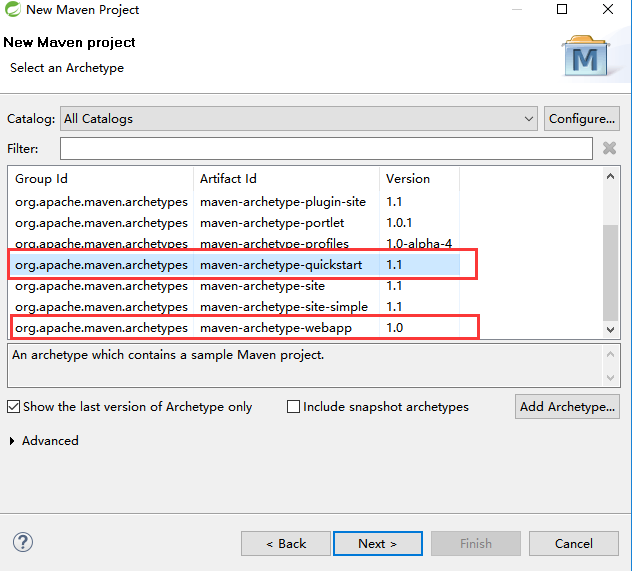 New Maven Project
New Maven project
Select an Archetype
M
Catalog: All Catalogs Configure...
Filter:
Group Id Artifact Id Version
org.apache.maven.archetypes maven-archetype-plugin-site 1.1
org.apache.maven.archetypes maven-archetype-portlet 1.0.1
org.apache.maven.archetypes maven-archetype-profiles 1.0-alpha-4
org.apache.maven.archetypes maven-archetype-quickstart 1.1
org.apache.maven.archetypes maven-archetype-site 1.1
org.apache.maven.archetypes maven-archetype-site-simple 1.1
org.apache.maven.archetypes maven-archetype-webapp 1.0
An archetype which contains a sample Maven project.
Show the last version of Archetype only Include snapshot archetypes Add Archetype...
Advanced
? < Back Next > Finish Cancel